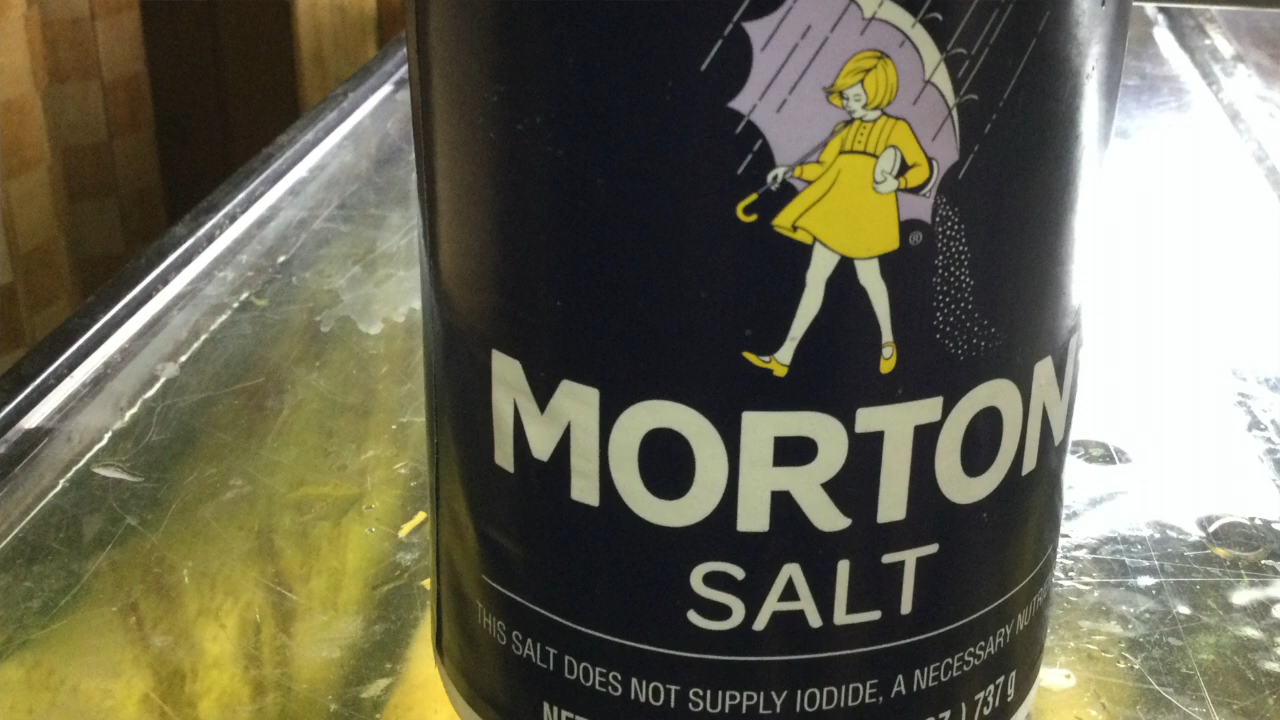 ®
MORTON
SALT
THIS SALT DOES NOT SUPPLY IODIDE, A NECESSARY
737 g